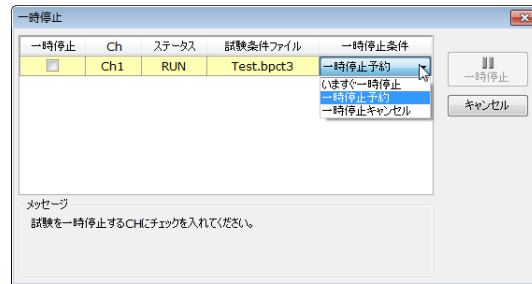 一時停止
一時停止 Ch ステータス 試験条件ファイル 一時停止条件
Ch1 RUN Test.bpct3 一時停止予約
いますぐ一時停止
一時停止予約
一時停止キャンセル
一時停止
キャンセル
メッセージ
試験を一時停止するCHにチェックを入れてください。